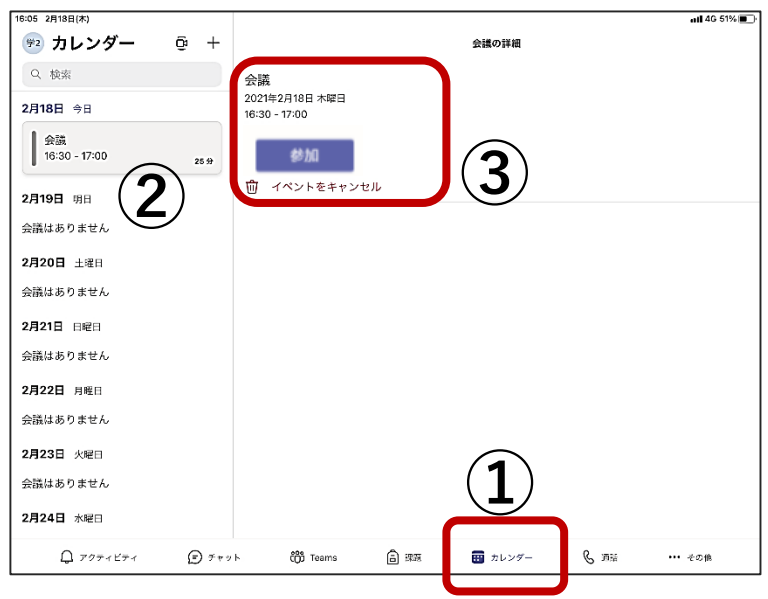 16:05 2月18日(木)
4G 51%
学2 カレンダー
会議の詳細
検索
2月18日 今日
会議
16:30 - 17:00
25 分
2月19日 明日
会議はありません
2月20日 土曜日
会議はありません
2月21日 日曜日
会議はありません
2月22日 月曜日
会議はありません
2月23日 火曜日
会議はありません
2月24日 水曜日
②
会議
2021年2月18日 木曜日
16:30 - 17:00
参加
イベントをキャンセル
③
①
アクティビティ
チャット
Teams
課題
カレンダー
通話
その他